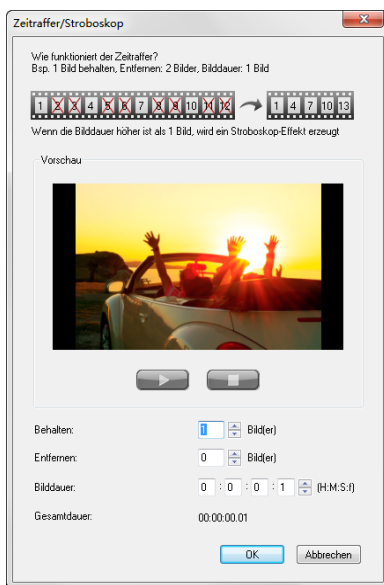 Zeitraffer/Stroboskop
Wie funktioniert der Zeitraffer?
Bsp. 1 Bild behalten, Entfernen: 2 Bilder, Bilddauer: 1 Bild
1 2 3 4 5 6 7 8 9 10 11 12 1 4 7 10 13
Wenn die Bilddauer höher ist als 1 Bild, wird ein Stroboskop-Effekt erzeugt
Vorschau
Behalten: 1 Bild(er)
Entfernen: 0 Bild(er)
Bilddauer: 0 : 0 : 0 : 1 (H:M:S:f)
Gesamtdauer: 00:00:00.01
OK Abbrechen